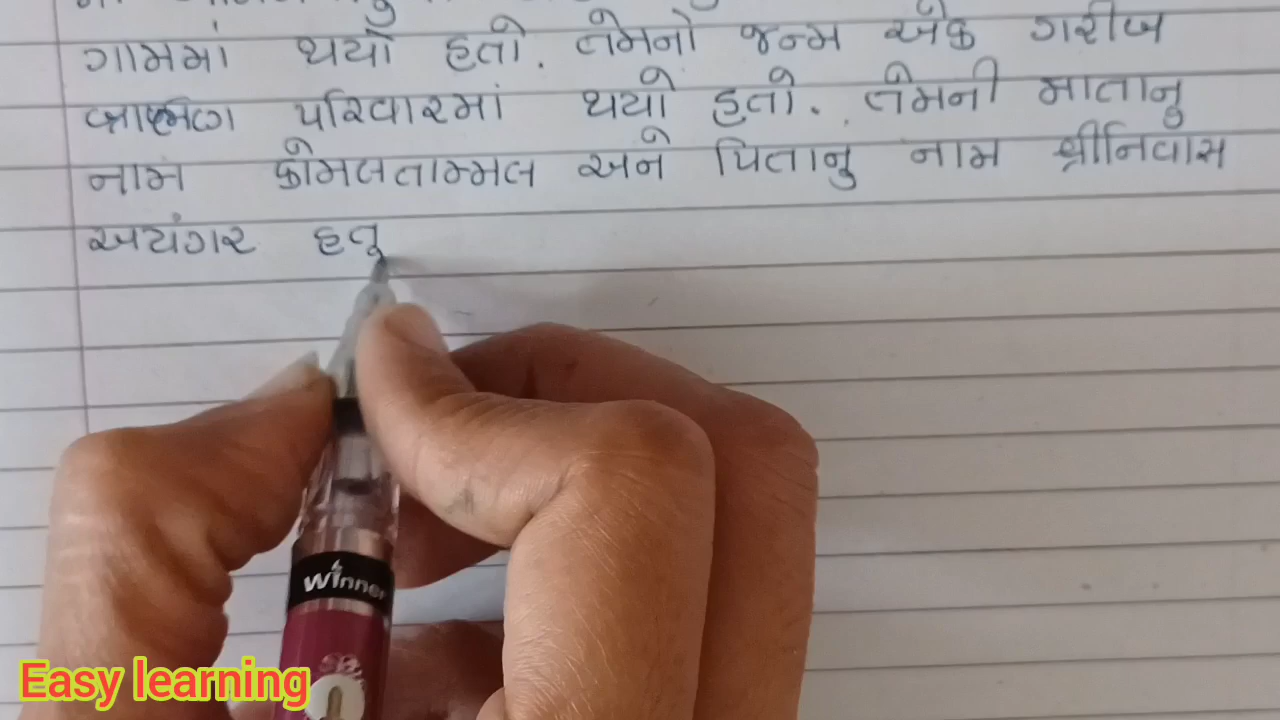 ગામમાં થયો હતો. તેમનો જન્મ એક ગરીબ
બ્રાહ્મણ પરિવારમાં થયો હતો. તેમની માતાનુ
નામ કોમલતામ્મલ અને પિતાનુ નામ શ્રીનિવાસ
અયંગર હતુ
Winner
Easy learning